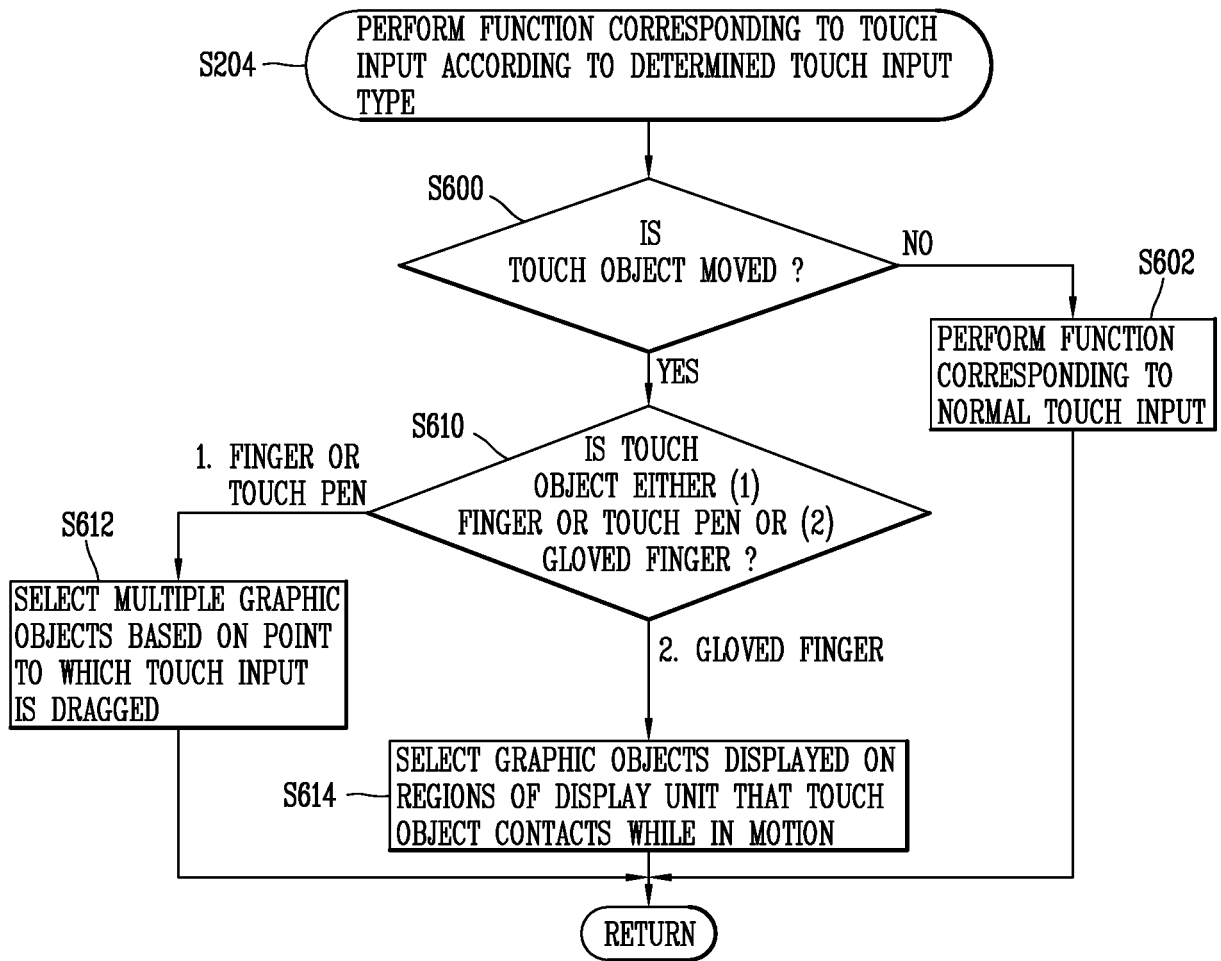 PERFORM FUNCTION CORRESPONDING TO TOUCH
INPUT ACCORDING TO DETERMINED TOUCH INPUT
TYPE
S204
S600
IS
TOUCH OBJECT MOVED ?
NO
S602
PERFORM FUNCTION
CORRESPONDING TO
NORMAL TOUCH INPUT
YES
S610
IS TOUCH
OBJECT EITHER (1)
FINGER OR TOUCH PEN OR (2)
GLOVED FINGER ?
1. FINGER OR
TOUCH PEN
S612
SELECT MULTIPLE GRAPHIC
OBJECTS BASED ON POINT
TO WHICH TOUCH INPUT
IS DRAGGED
2. GLOVED FINGER
S614
SELECT GRAPHIC OBJECTS DISPLAYED ON
REGIONS OF DISPLAY UNIT THAT TOUCH
OBJECT CONTACTS WHILE IN MOTION
RETURN